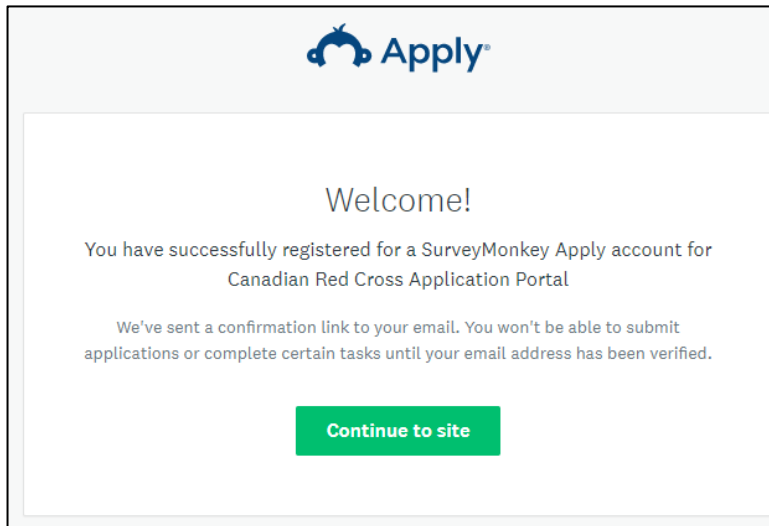 Apply®
Welcome!
You have successfully registered for a SurveyMonkey Apply account for
Canadian Red Cross Application Portal
We've sent a confirmation link to your email. You won't be able to submit
applications or complete certain tasks until your email address has been verified.
Continue to site